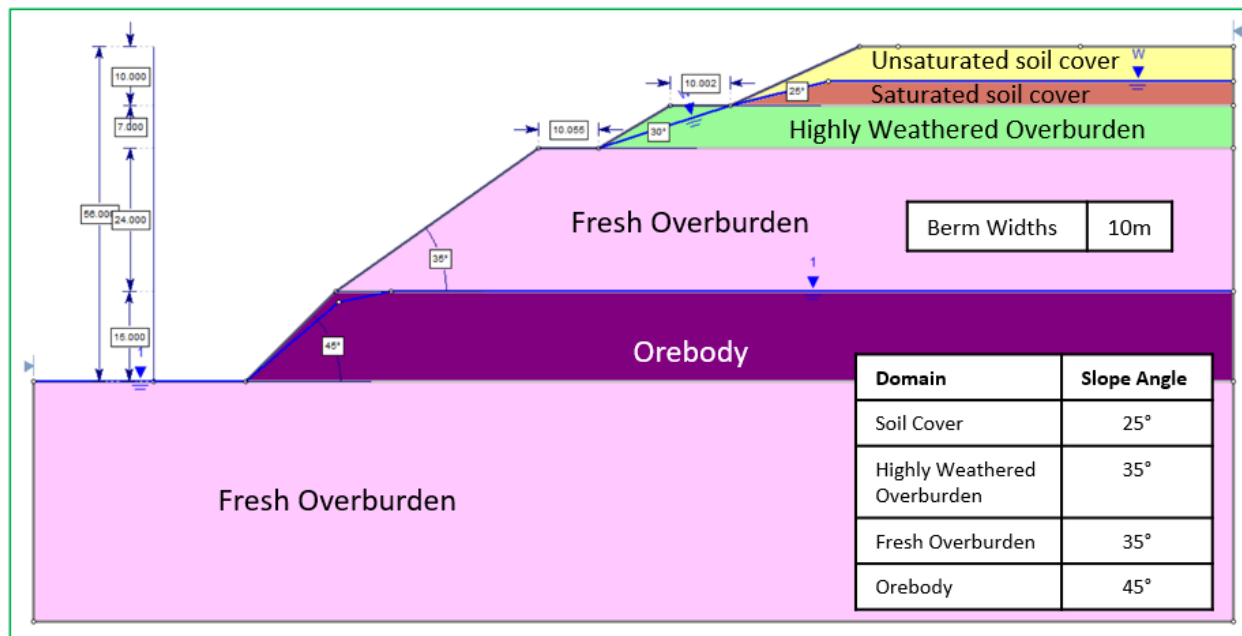 Unsaturated soil cover
W
10.000
10.002
25°
Saturated soil cover
7.000
10.055
30°
Highly Weathered Overburden
56.000
24.000
Fresh Overburden
Berm Widths 10m
35°
1
15.000
45°
Orebody
1
Domain Slope Angle
Soil Cover 25°
Highly Weathered 35°
Overburden
Fresh Overburden 35°
Orebody 45°
Fresh Overburden